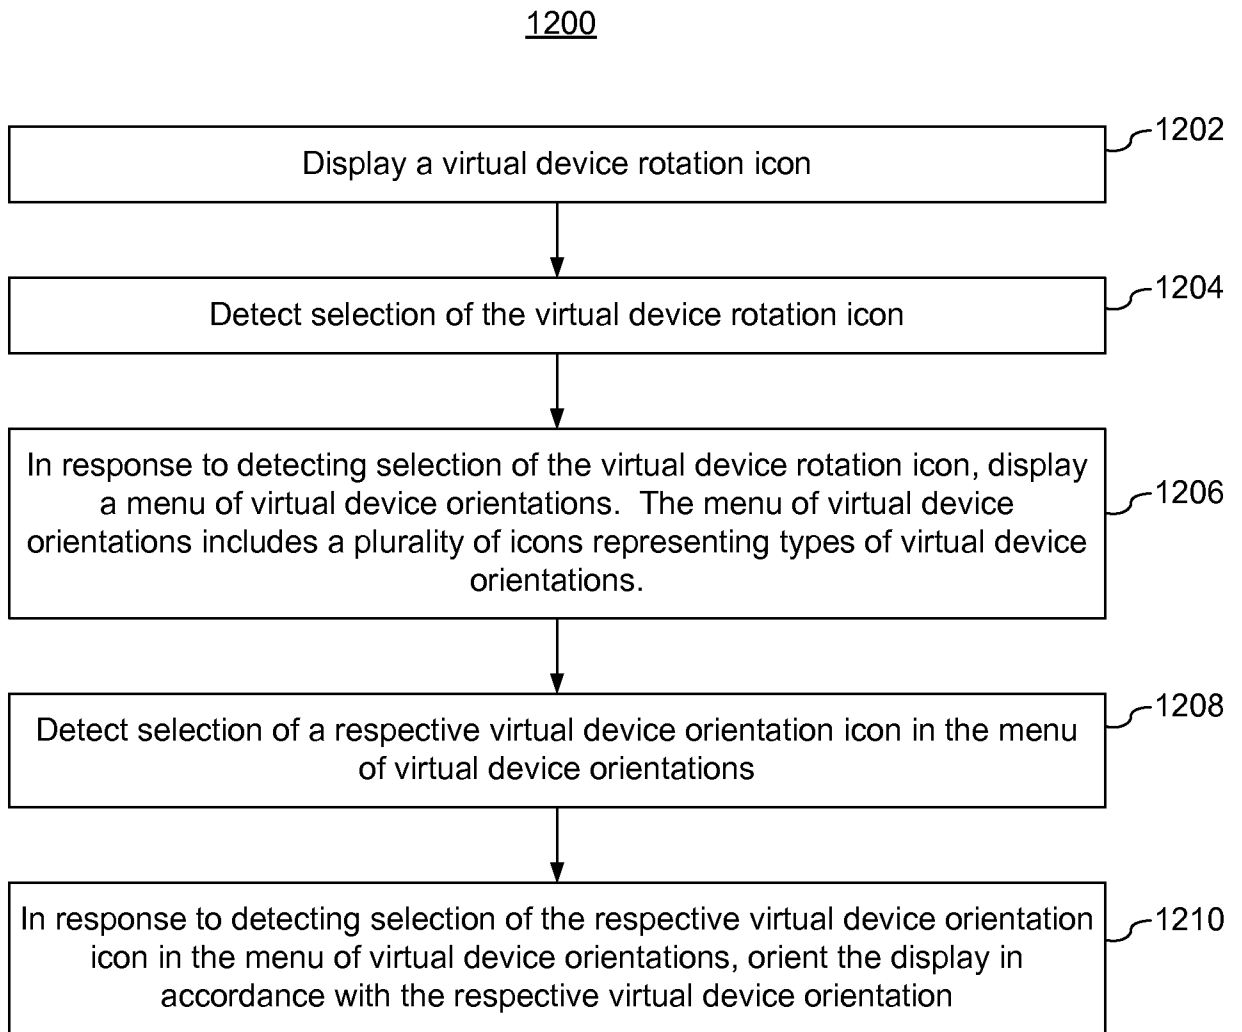 1200
1202
Display a virtual device rotation icon
1204
Detect selection of the virtual device rotation icon
In response to detecting selection of the virtual device rotation icon, display
a menu of virtual device orientations.  The menu of virtual device
1206
orientations includes a plurality of icons representing types of virtual device
orientations.
1208
Detect selection of a respective virtual device orientation icon in the menu
of virtual device orientations
In response to detecting selection of the respective virtual device orientation
1210
icon in the menu of virtual device orientations, orient the display in
accordance with the respective virtual device orientation